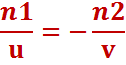 n1/u = - n2/v